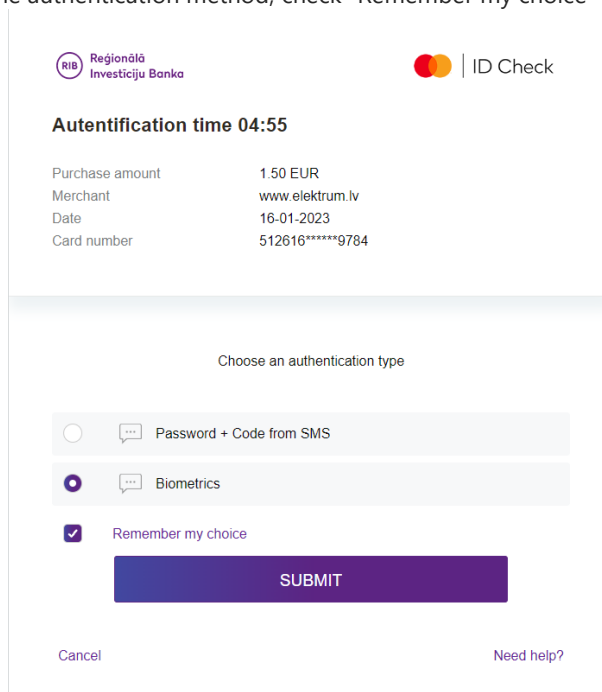 authentication method, check "Remember my choice"
RIB Reģionālā
Investīciju Banka
ID Check
Autentification time 04:55
Purchase amount 1.50 EUR
Merchant www.elektrum.lv
Date 16-01-2023
Card number 512616******9784
Choose an authentication type
Password + Code from SMS
Biometrics
Remember my choice
SUBMIT
Cancel Need help?